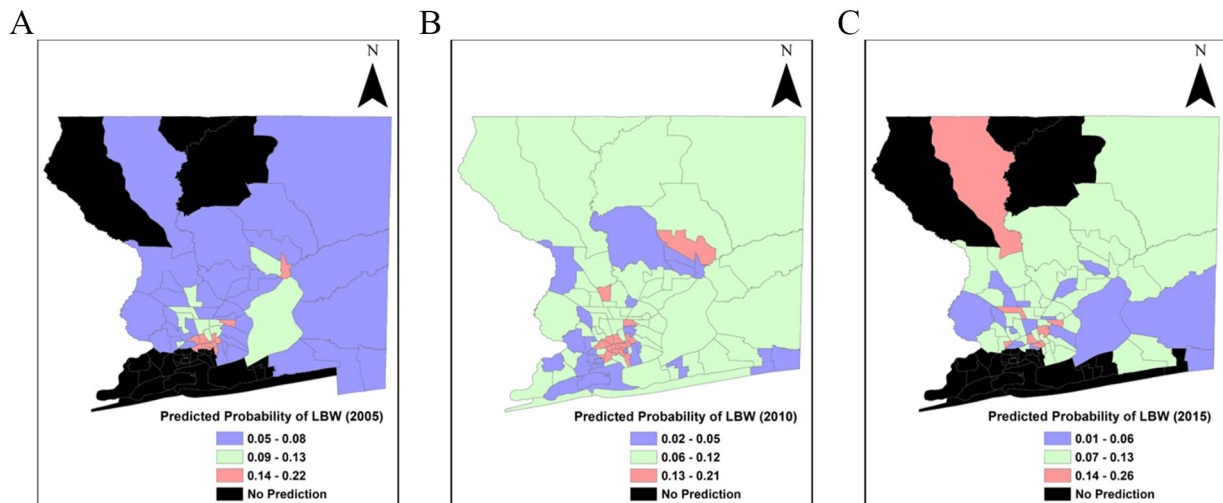 A
N
Predicted Probability of LBW (2005)
0.05 - 0.08
0.09 - 0.13
0.14 - 0.22
No Prediction
B
N
Predicted Probability of LBW (2010)
0.02 - 0.05
0.06 - 0.12
0.13 - 0.21
No Prediction
C
N
Predicted Probability of LBW (2015)
0.01 - 0.06
0.07 - 0.13
0.14 - 0.26
No Prediction